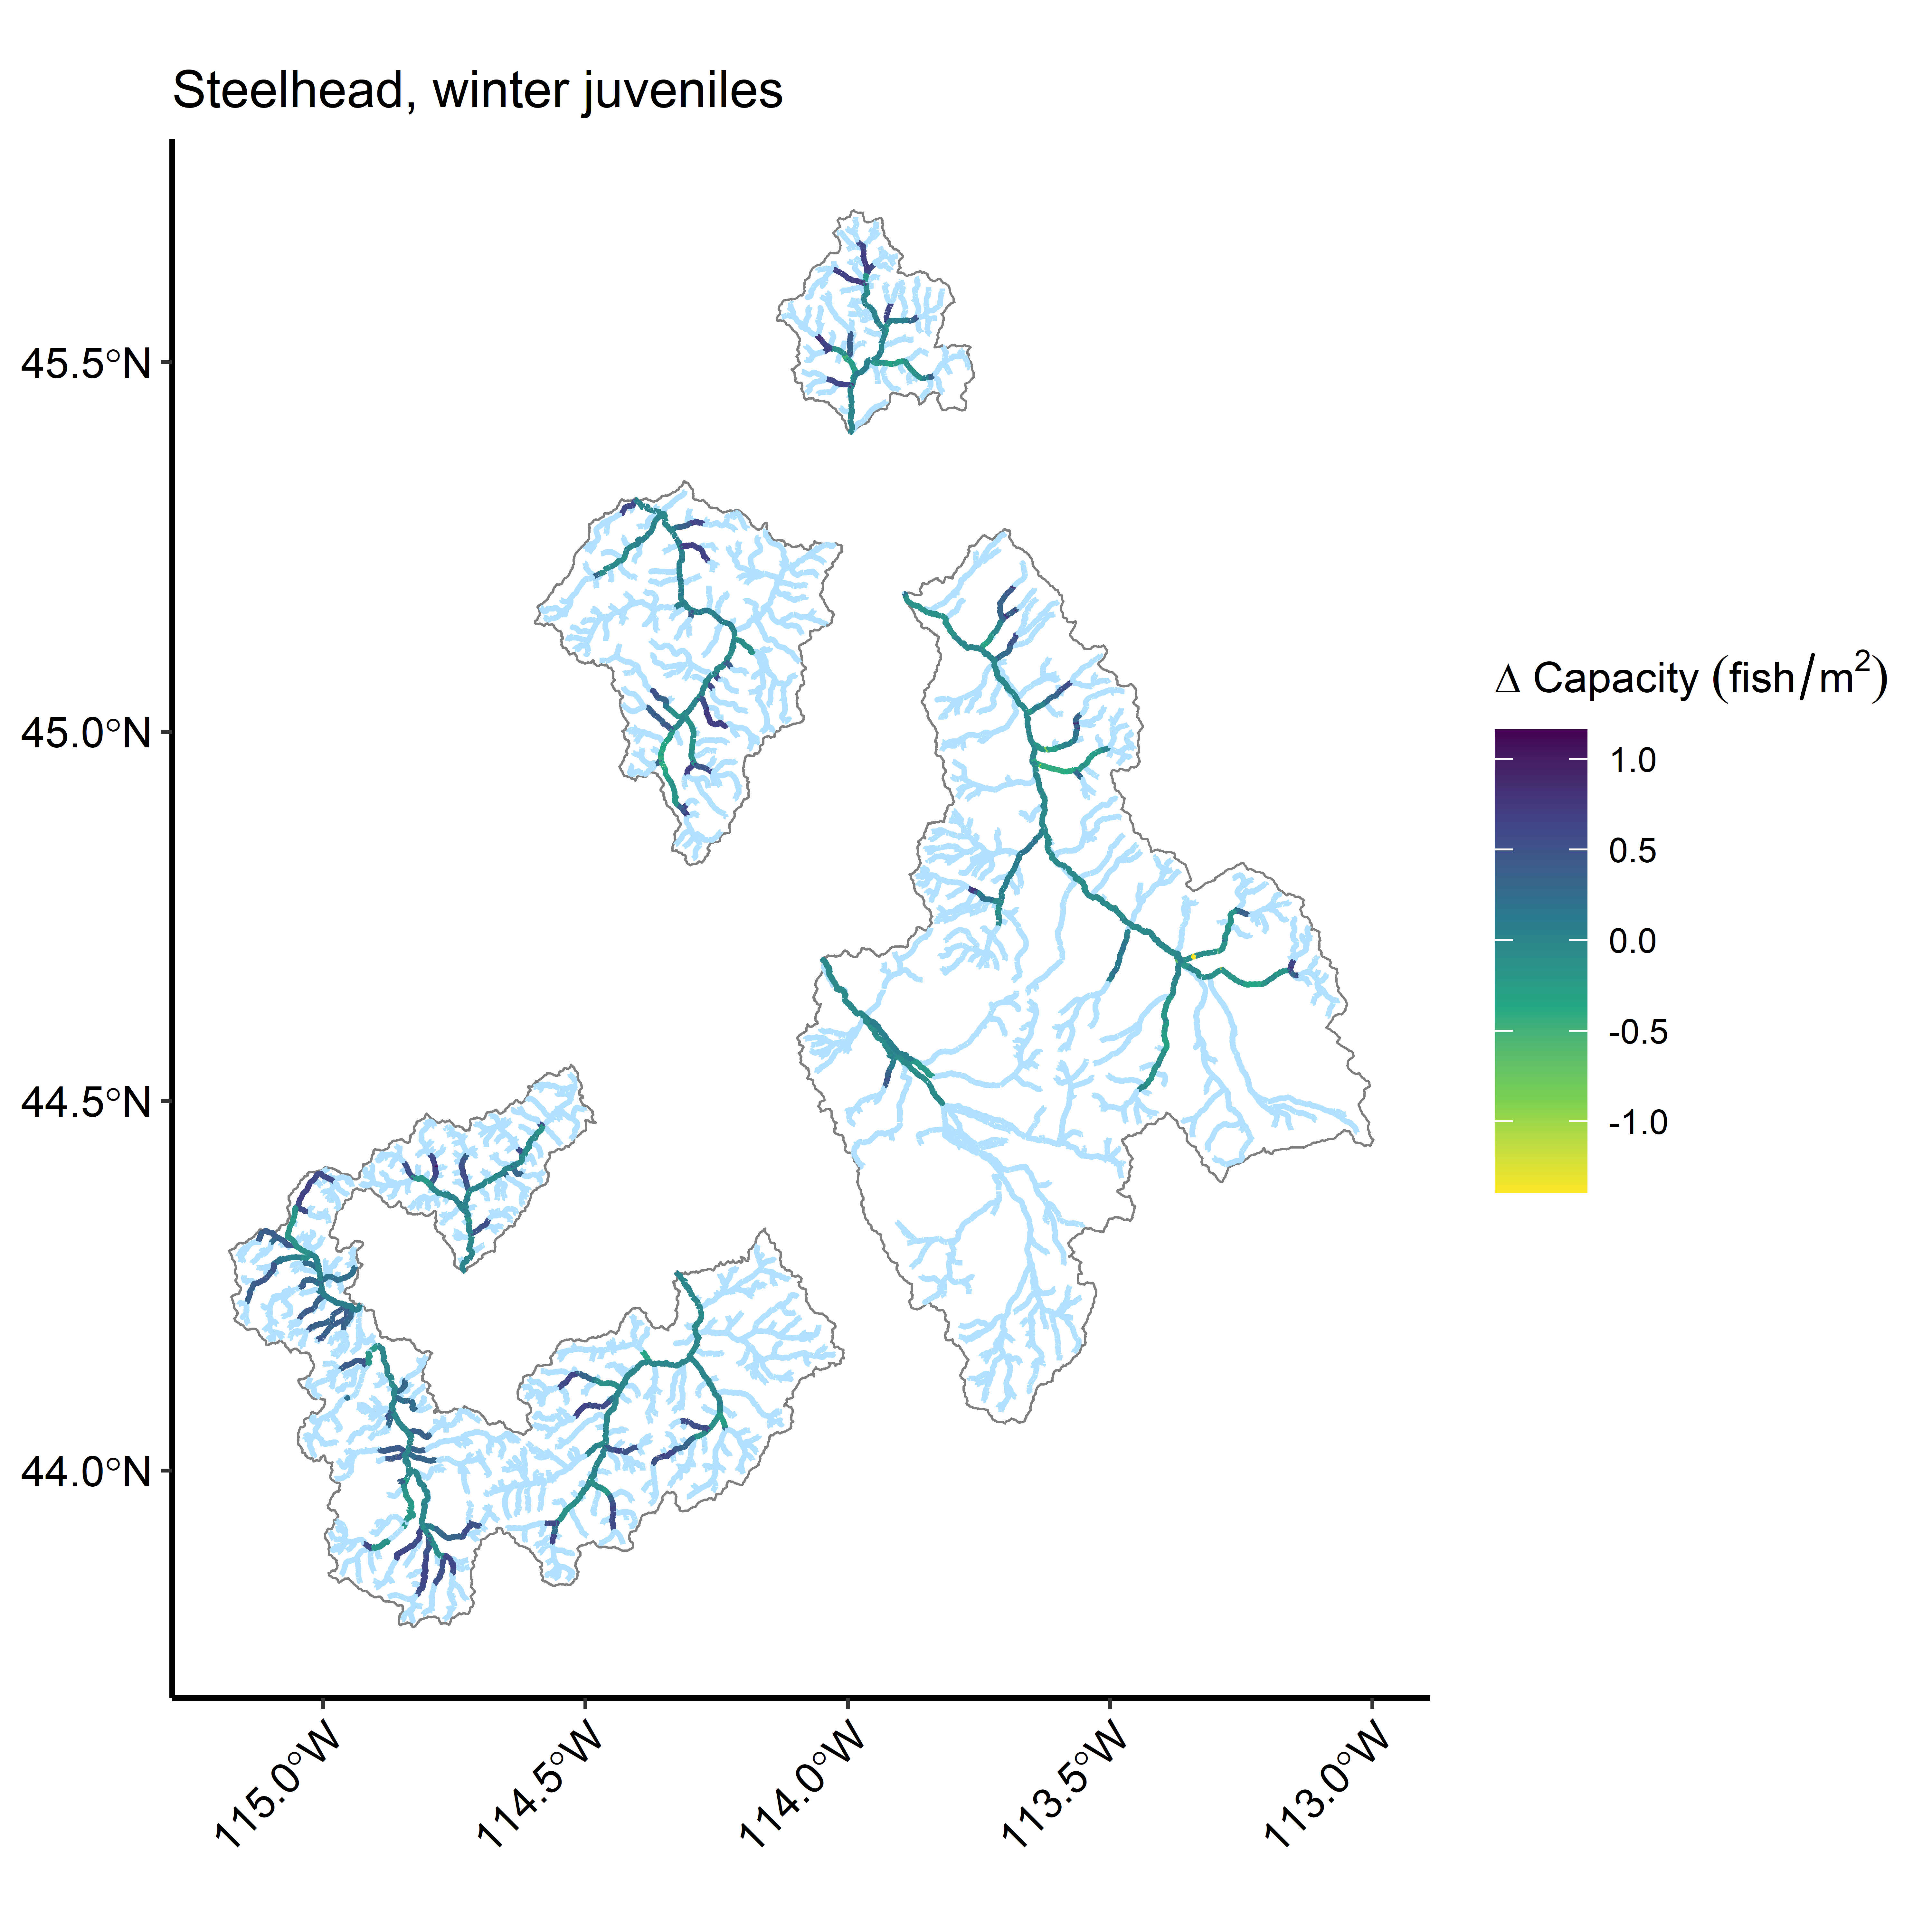 Steelhead, winter juveniles
45.5°N
45.0°N
44.5°N
44.0°N
115.0°W
114.5°W
114.0°W
113.5°W
113.0°W
Δ Capacity (fish/m²)
1.0
0.5
0.0
-0.5
-1.0